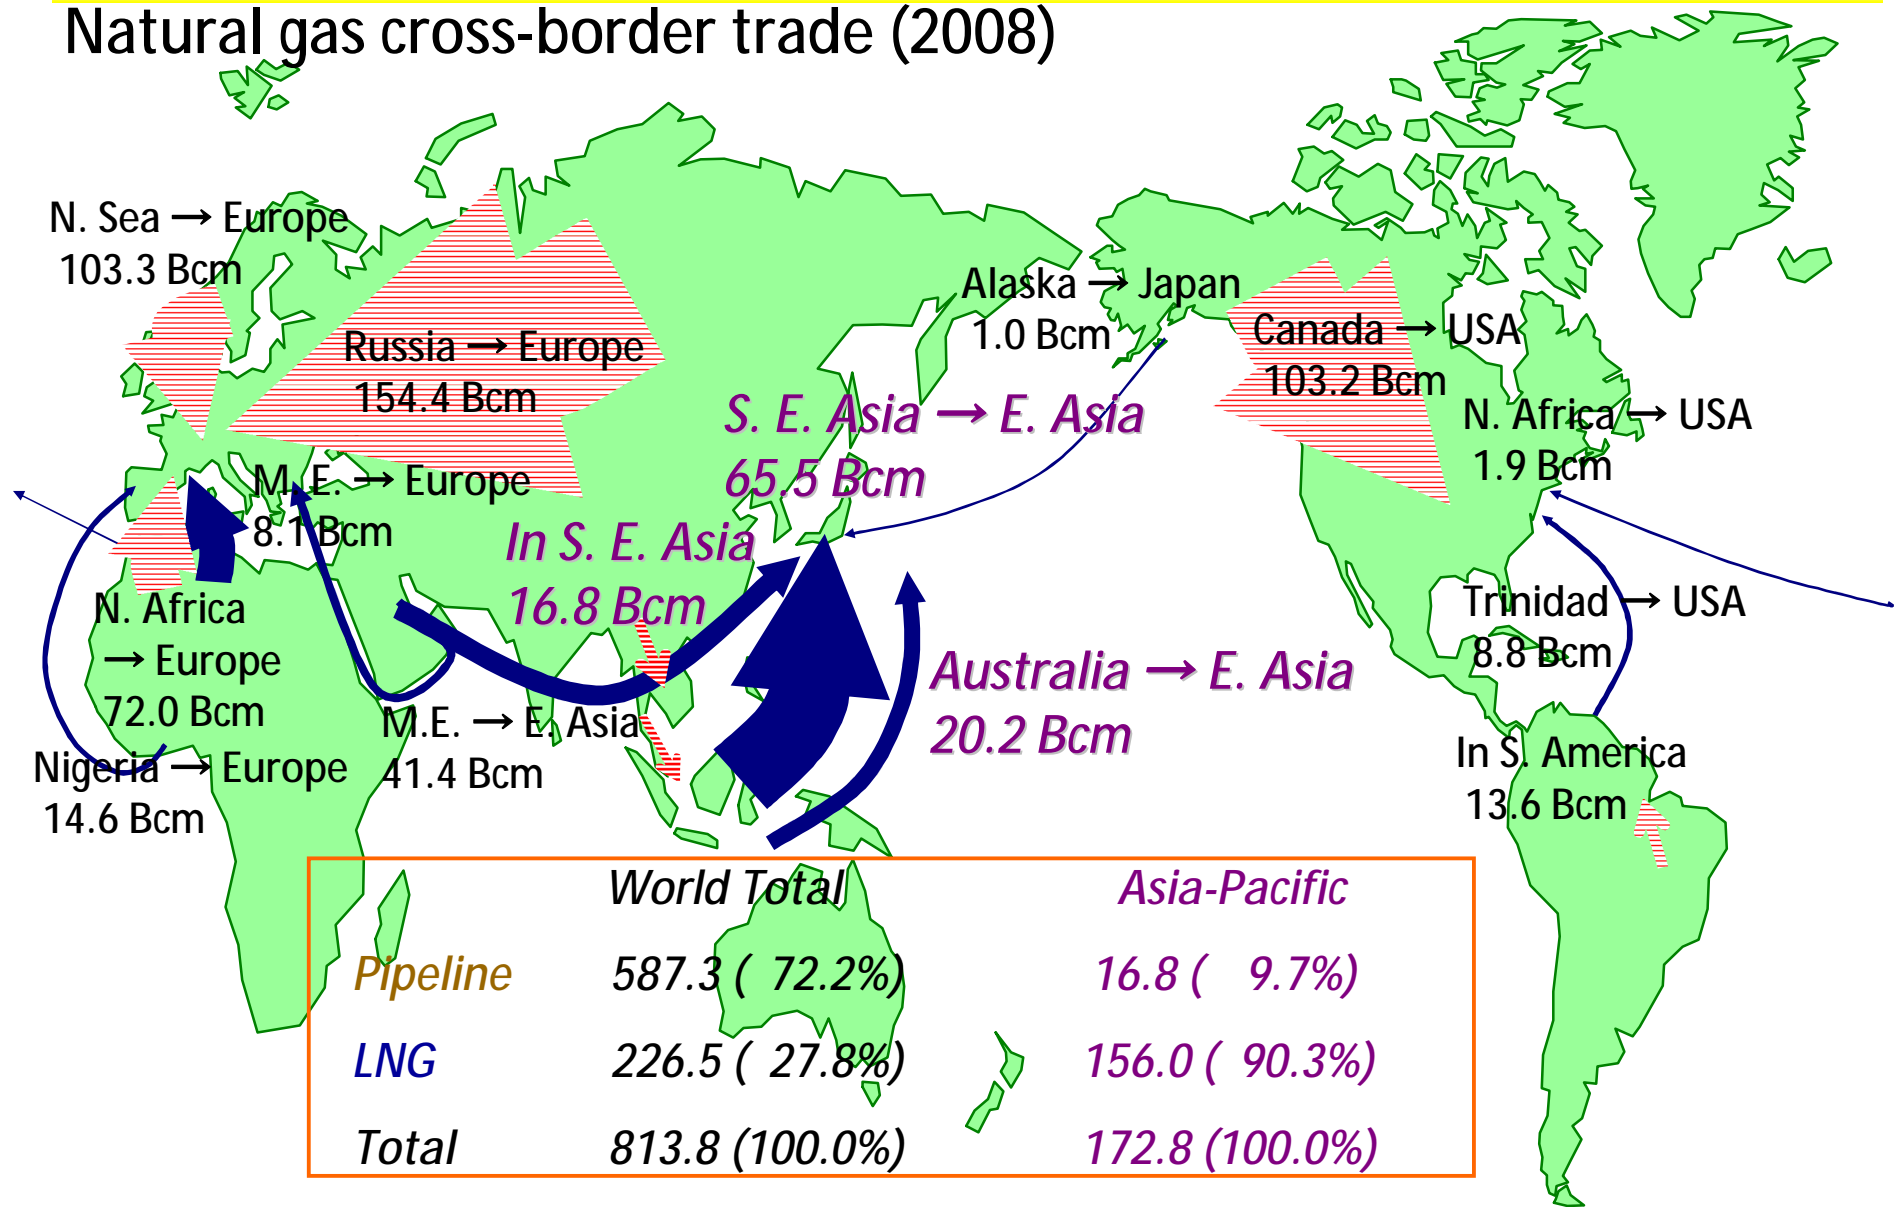 Natural gas cross-border trade (2008)
N. Sea → Europe
103.3 Bcm
Russia → Europe
154.4 Bcm
Alaska → Japan
1.0 Bcm
Canada → USA
103.2 Bcm
S. E. Asia → E. Asia
65.5 Bcm
N. Africa → USA
1.9 Bcm
M. E. → Europe
8.1 Bcm
In S. E. Asia
16.8 Bcm
N. Africa
→ Europe
72.0 Bcm
Trinidad → USA
8.8 Bcm
Australia → E. Asia
20.2 Bcm
M.E. → E. Asia
41.4 Bcm
Nigeria → Europe
14.6 Bcm
In S. America
13.6 Bcm
World Total Asia-Pacific
Pipeline 587.3 ( 72.2%) 16.8 ( 9.7%)
LNG 226.5 ( 27.8%) 156.0 ( 90.3%)
Total 813.8 (100.0%) 172.8 (100.0%)